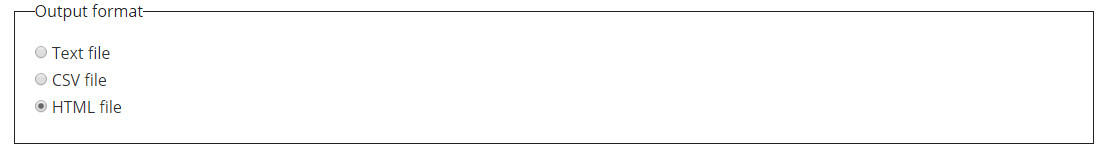 Output format
Text file
CSV file
HTML file